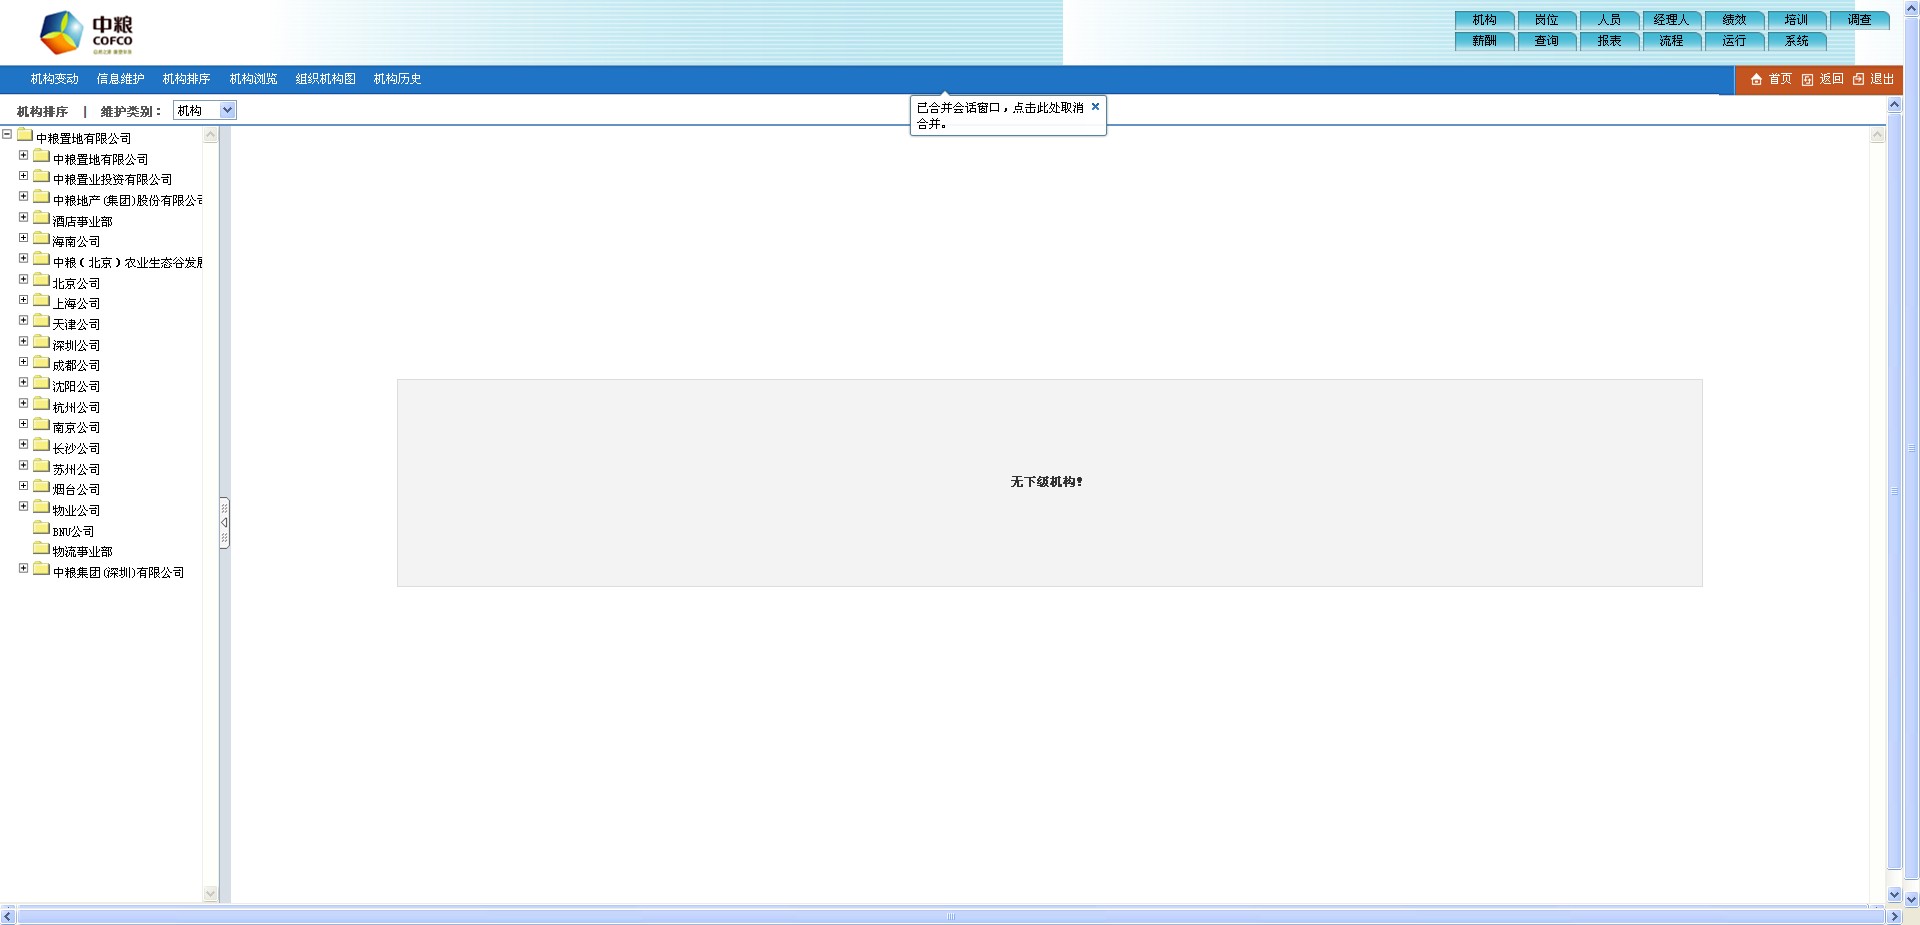 中粮
COFCO
机构 岗位 人员 经理人 绩效 培训 调查
薪酬 查询 报表 流程 运行 系统
机构变动 信息维护 机构排序 机构浏览 组织机构图 机构历史 首页 返回 退出
机构排序 | 维护类别： 机构
已合并会话窗口，点击此处取消
合并。
中粮置地有限公司
中粮置地有限公司
中粮置业投资有限公司
中粮地产(集团)股份有限公司
酒店事业部
海南公司
中粮（北京）农业生态谷发展
北京公司
上海公司
天津公司
深圳公司
成都公司
沈阳公司
杭州公司
南京公司
长沙公司
苏州公司
烟台公司
物业公司
BNU公司
物流事业部
中粮集团(深圳)有限公司
无下级机构!